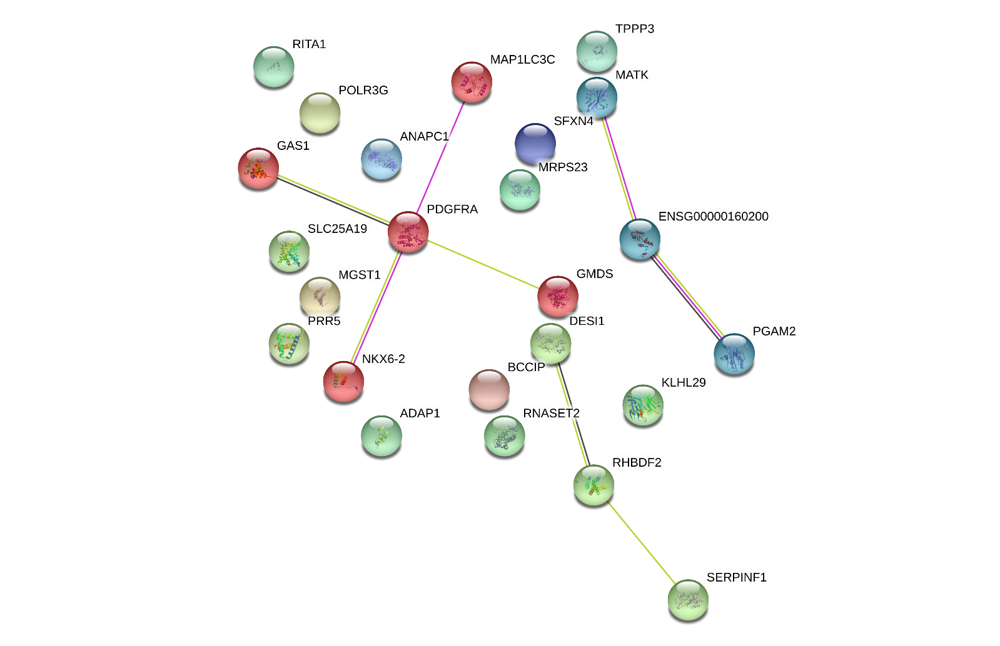 TPPP3
RITA1
MAP1LC3C
MATK
POLR3G
SFXN4
ANAPC1
GAS1
MRPS23
PDGFRA
ENSG00000160200
SLC25A19
GMDS
MGST1
PRR5
DESI1
PGAM2
NKX6-2
BCCIP
KLHL29
ADAP1
RNASET2
RHBDF2
SERPINF1